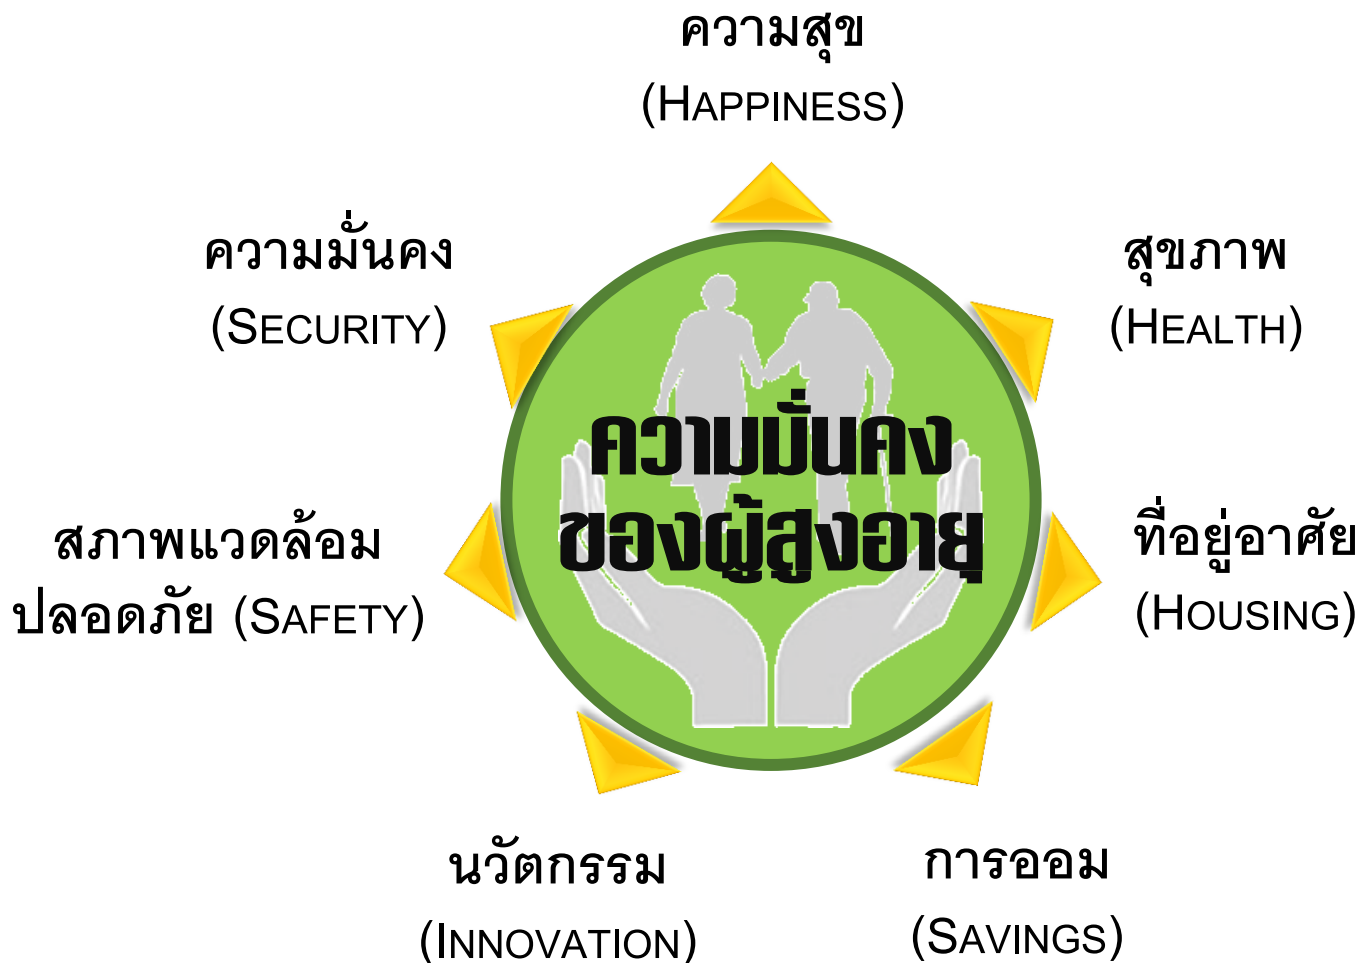 ความสุข
(HAPPINESS)
ความมั่นคง
(SECURITY)
สุขภาพ
(HEALTH)
ความมั่นคง
ของผู้สูงอายุ
สภาพแวดล้อม
ปลอดภัย (SAFETY)
ที่อยู่อาศัย
(HOUSING)
นวัตกรรม
(INNOVATION)
การออม
(SAVINGS)